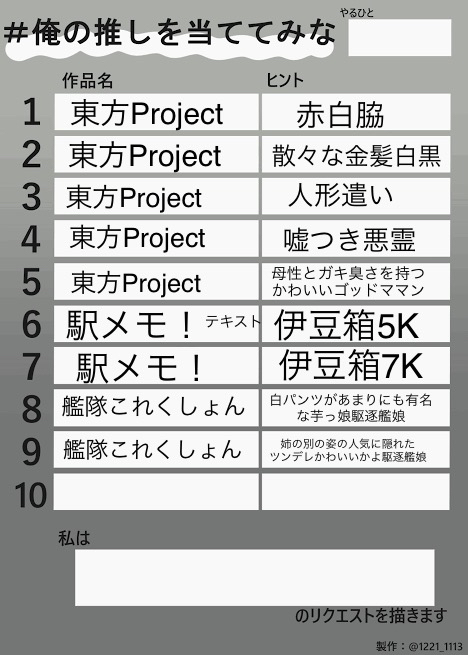 やるひと
#俺の推しを当ててみな
作品名 ヒント
1 東方Project 赤白脇
2 東方Project 散々な金髪白黒
3 東方Project 人形遣い
4 東方Project 嘘つき悪霊
5 東方Project 母性とガキ臭さを持つ
かわいいゴッドママン
6 駅メモ！ テキスト 伊豆箱5K
7 駅メモ！ 伊豆箱7K
8 艦隊これくしょん 白パンツがあまりにも有名
な芋っ娘駆逐艦娘
9 艦隊これくしょん 姉の別の姿の人気に隠れた
ツンデレかわいいかよ駆逐艦娘
10
私は
のリクエストを描きます
製作：@1221_1113